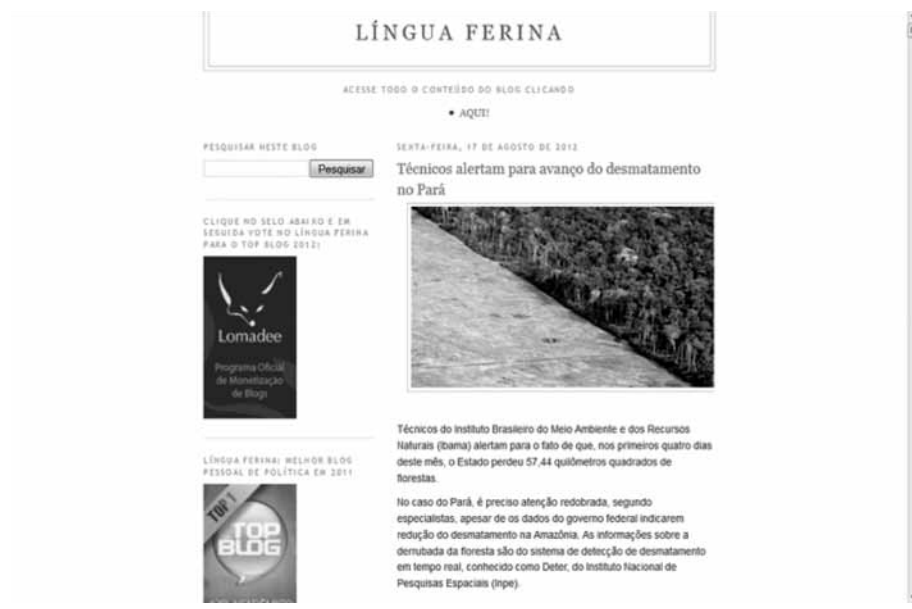 LÍNGUA FERINA
ACESSE TODO O CONTEÚDO DO BLOG CLICANDO
• AQUI!
PESQUISAR NESTE BLOG
Pesquisar
CLIQUE NO SELO ABAIXO E EM
SEGUIDA VOTE NO LÍNGUA FERINA
PARA O TOP BLOG 2012!
Lomadee
Programa Oficial
de Monetização
de Blogs
LÍNGUA FERINA: MELHOR BLOG
PESSOAL DE POLÍTICA EM 2011
TOP 1
TOP
BLOG
SEXTA-FEIRA, 17 DE AGOSTO DE 2012
Técnicos alertam para avanço do desmatamento
no Pará
Técnicos do Instituto Brasileiro do Meio Ambiente e dos Recursos
Naturais (Ibama) alertam para o fato de que, nos primeiros quatro dias
deste mês, o Estado perdeu 57,44 quilômetros quadrados de
florestas.
No caso do Pará, é preciso atenção redobrada, segundo
especialistas, apesar de os dados do governo federal indicarem
redução do desmatamento na Amazônia. As informações sobre a
derrubada da floresta são do sistema de detecção de desmatamento
em tempo real, conhecido como Deter, do Instituto Nacional de
Pesquisas Espaciais (Inpe).